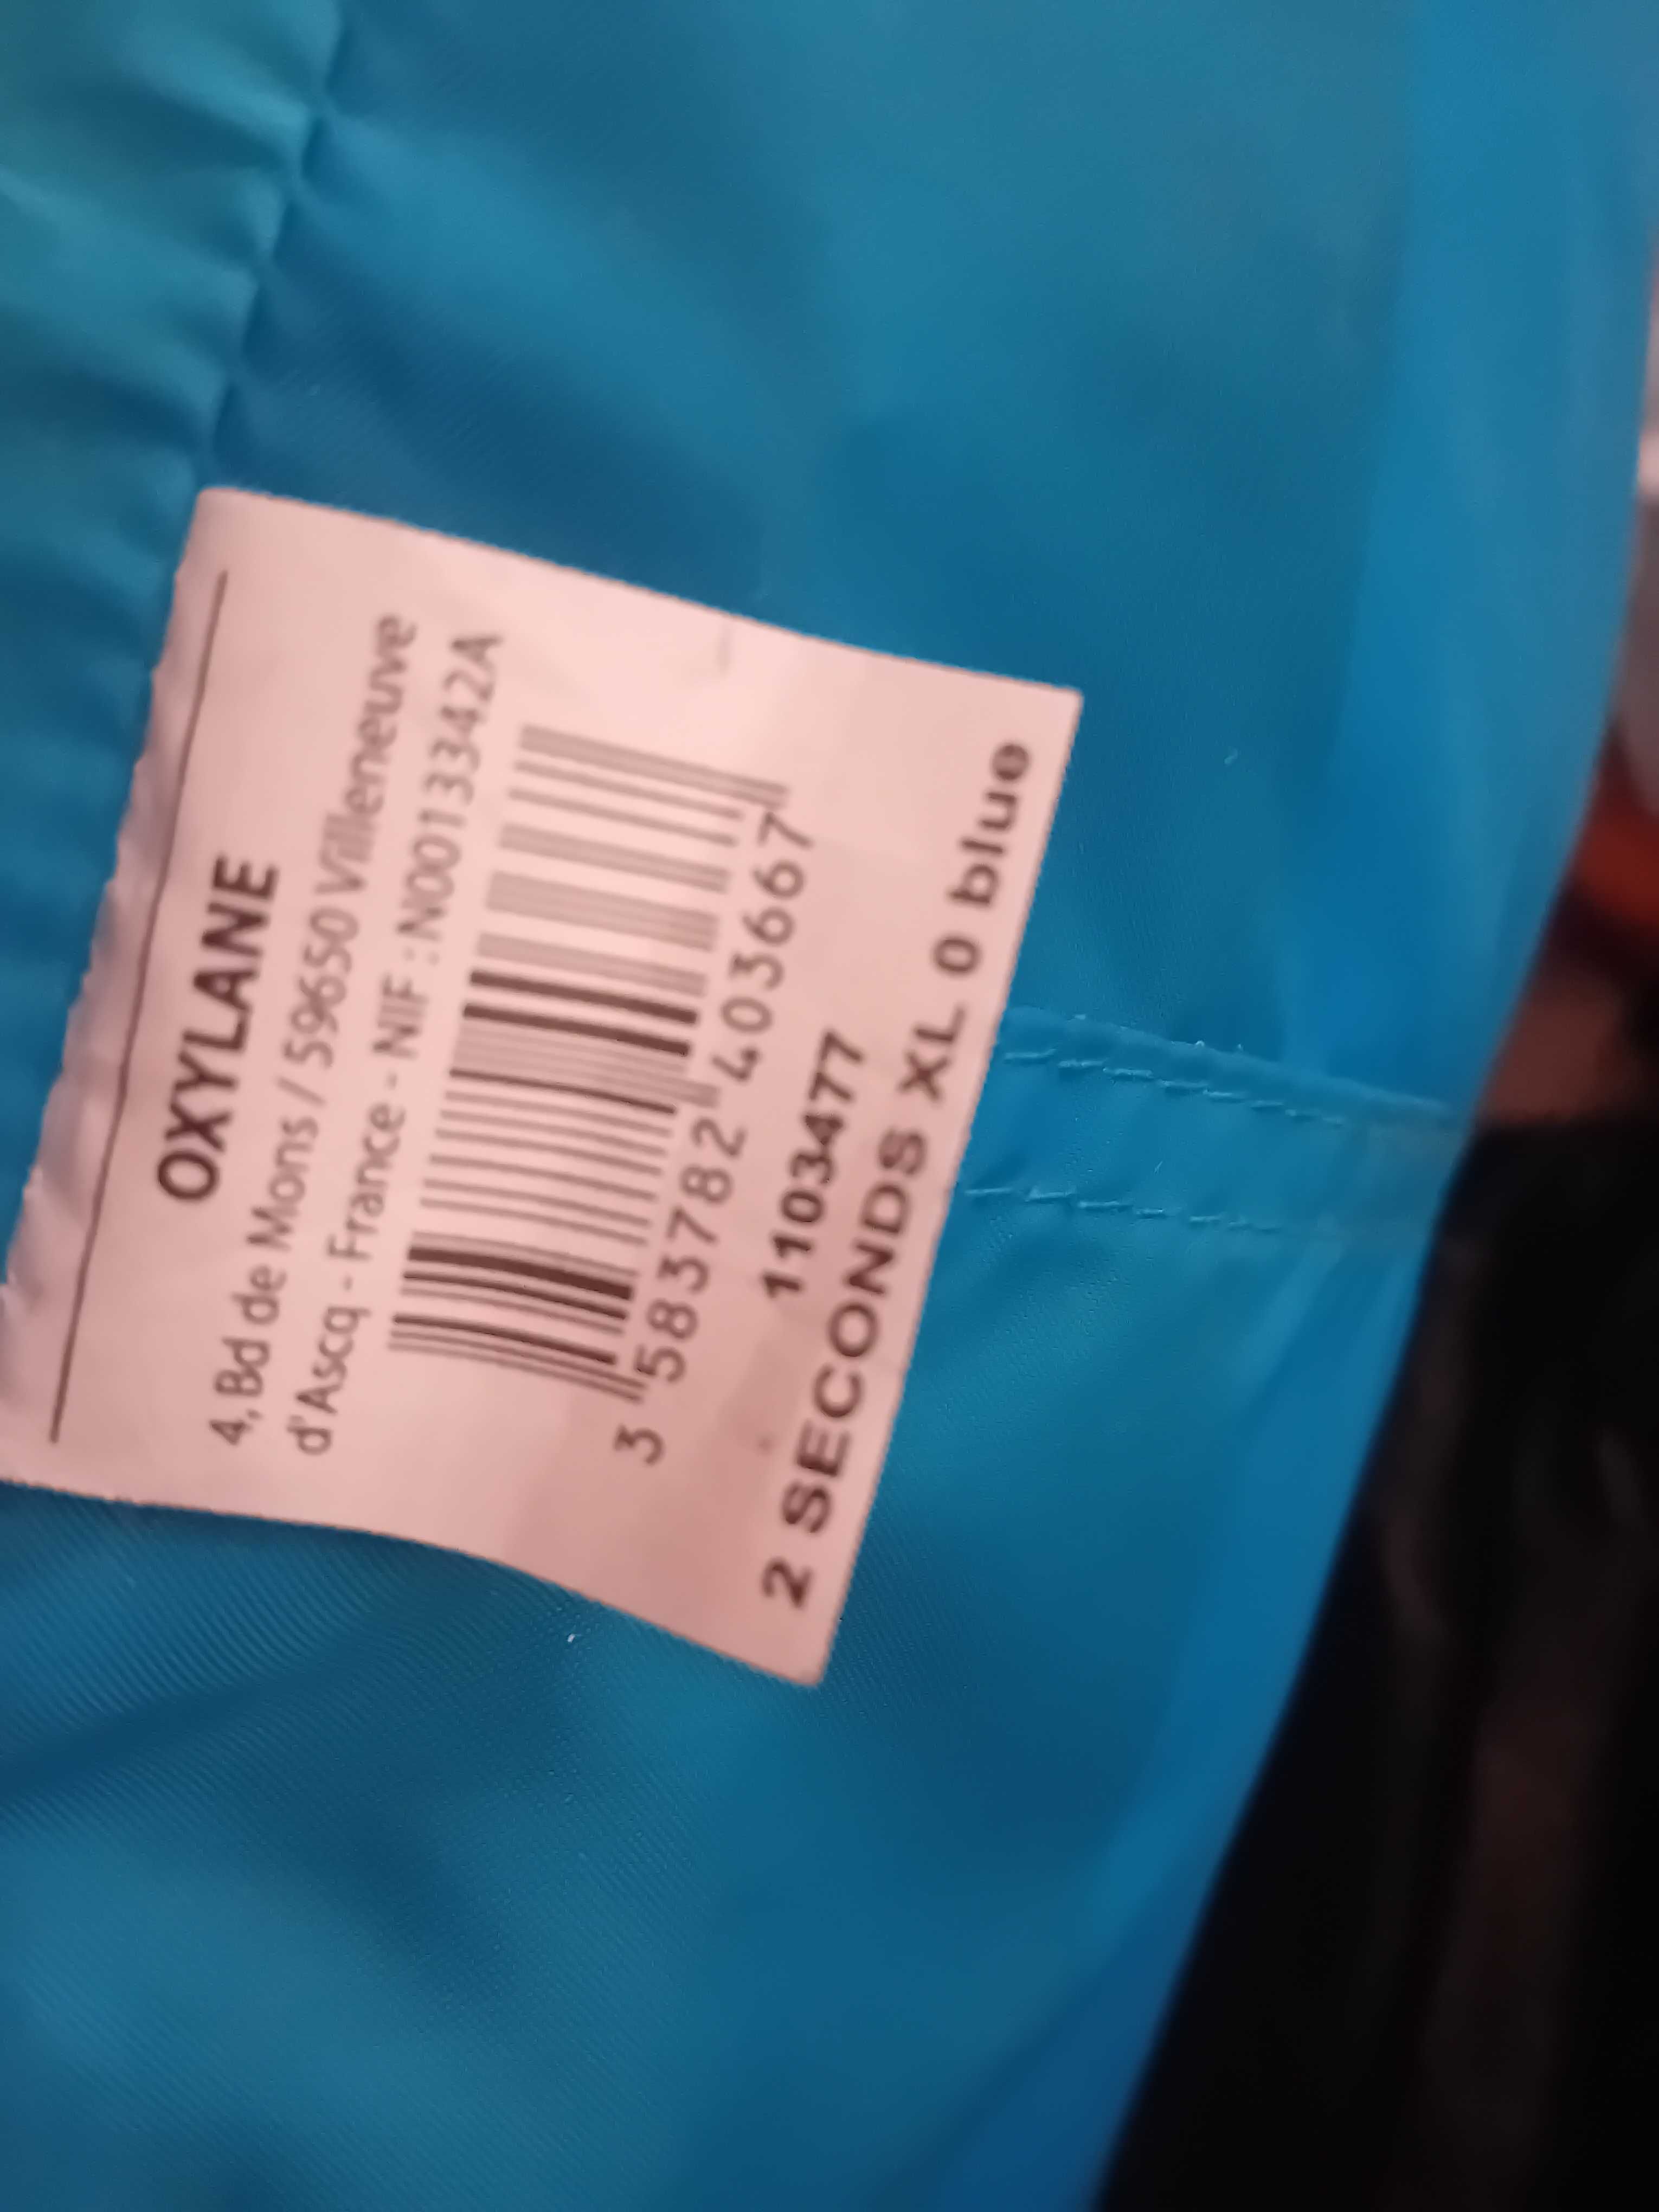 OXYLANE
4, Bd de Mons / 59650 Villeneuve
d'Ascq - France - NIF : N0013342A
3 583782 403667
1103477
2 SECONDS XL 0 blue